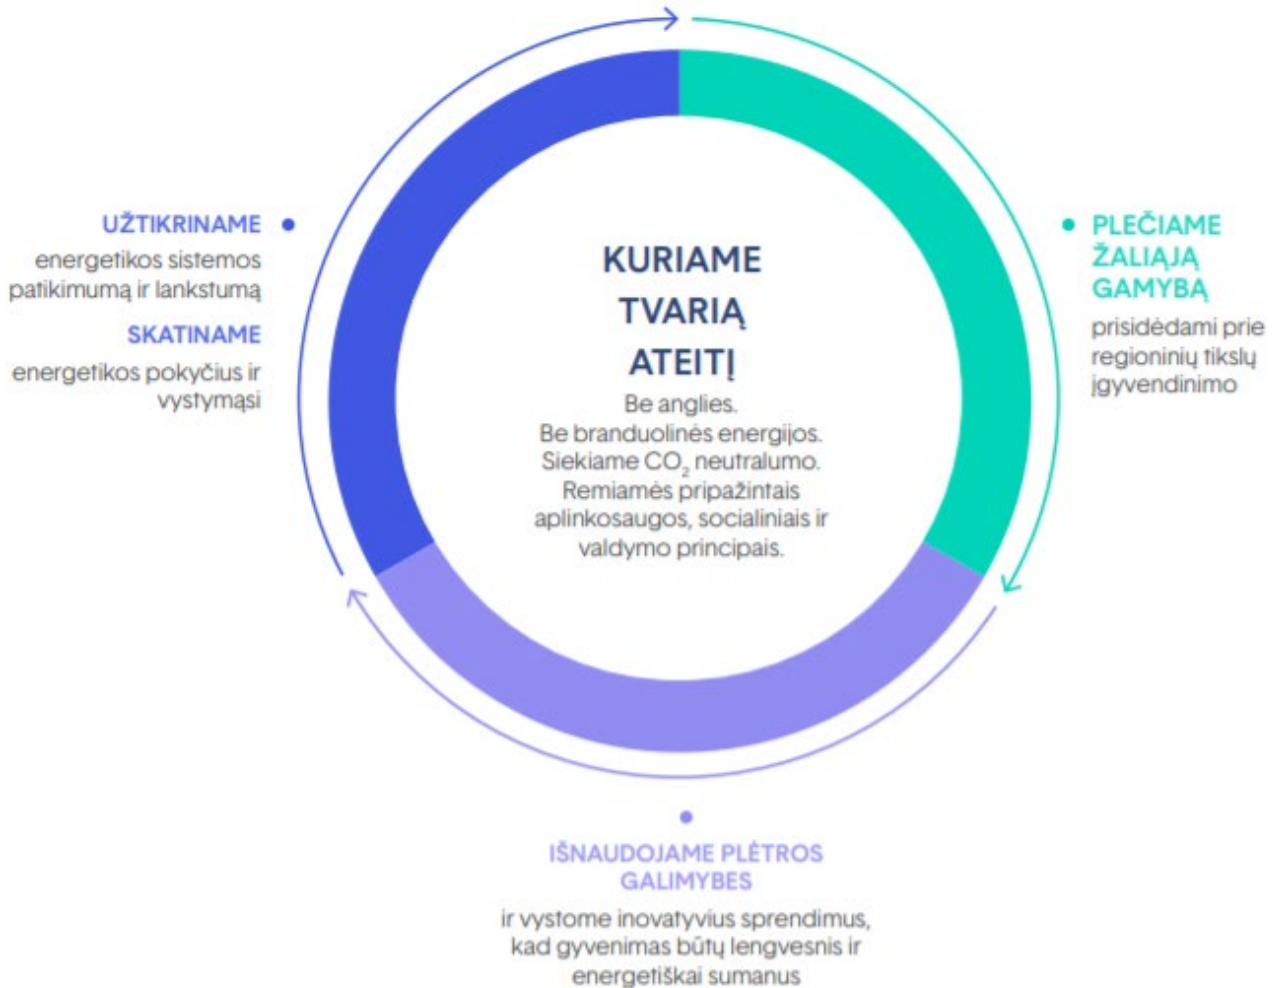 UŽTIKRINAME
energetikos sistemos
patikimumą ir lankstumą
SKATINAME
energetikos pokyčius ir
vystymąsi
KURIAME
TVARIĄ
ATEITĮ
Be anglies.
Be branduolinės energijos.
Siekiame CO₂ neutralumo.
Remiamės pripažintais
aplinkosaugos, socialiniais ir
valdymo principais.
PLEČIAME
ŽALIĄJĄ
GAMYBĄ
prisidėdami prie
regioninių tikslų
įgyvendinimo
IŠNAUDOJAME PLĖTROS
GALIMYBES
ir vystome inovatyvius sprendimus,
kad gyvenimas būtų lengvesnis ir
energetiškai sumanus